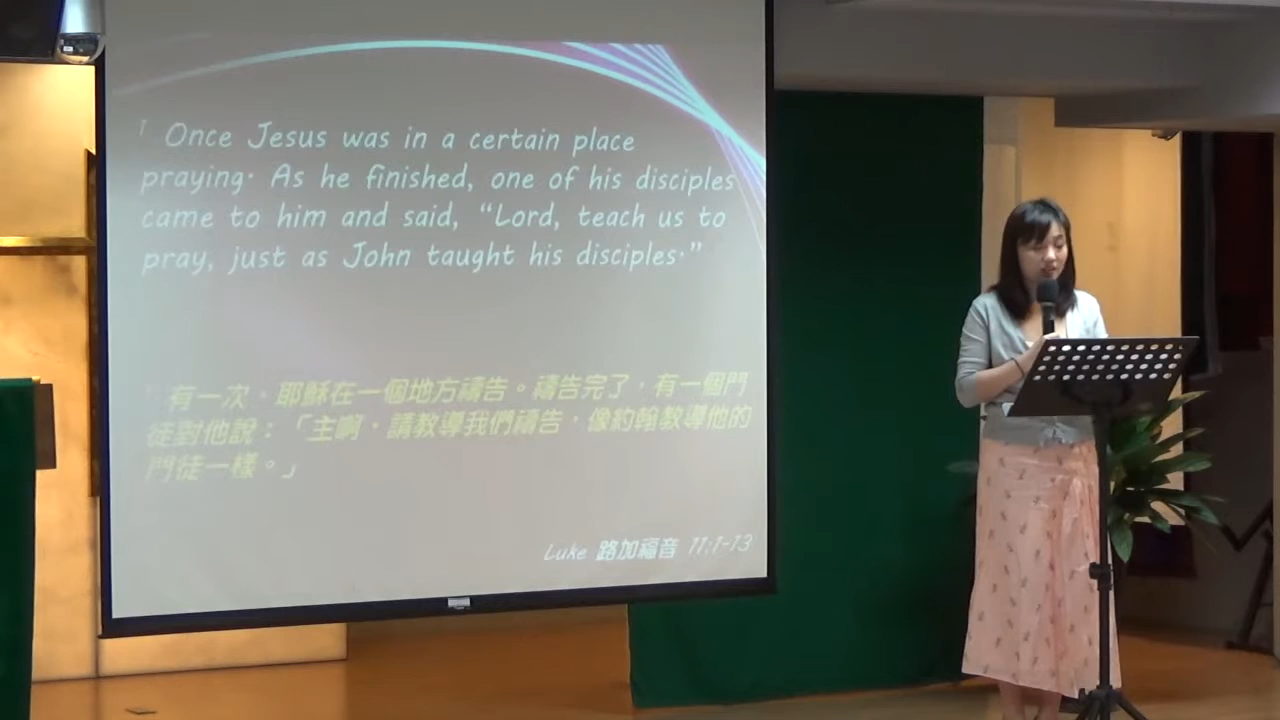 1 Once Jesus was in a certain place
praying. As he finished, one of his disciples
came to him and said, “Lord, teach us to
pray, just as John taught his disciples.”
有一次，耶穌在一個地方禱告。禱告完了，有一個門
徒對他說：「主啊，請教導我們禱告，像約翰教導他的
門徒一樣。」
Luke 路加福音 11:1-13